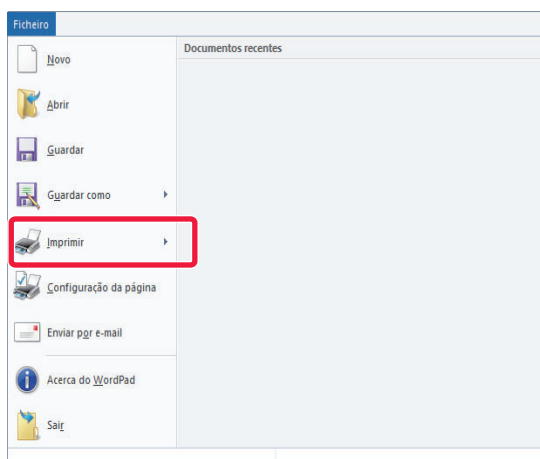 Ficheiro
Documentos recentes
Novo
Abrir
Guardar
Guardar como
Imprimir
Configuração da página
Enviar por e-mail
Acerca do WordPad
Sair